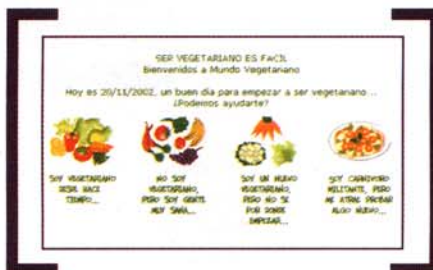 SER VEGETARIANO ES FACIL
Bienvenidos a Mundo Vegetariano
Hoy es 20/11/2002, un buen día para empezar a ser vegetariano ...
¿Podemos ayudarte?
SOY VEGETARIANO
DESDE HACE
TIEMPO...
NO SOY
VEGETARIANO,
PERO SOY GENTE
MUY SANA...
SOY UN NUEVO
VEGETARIANO,
PERO NO SE
POR DONDE
EMPEZAR...
SOY CARNIVORO
MILITANTE, PERO
ME ATRAE PROBAR
ALGO NUEVO...